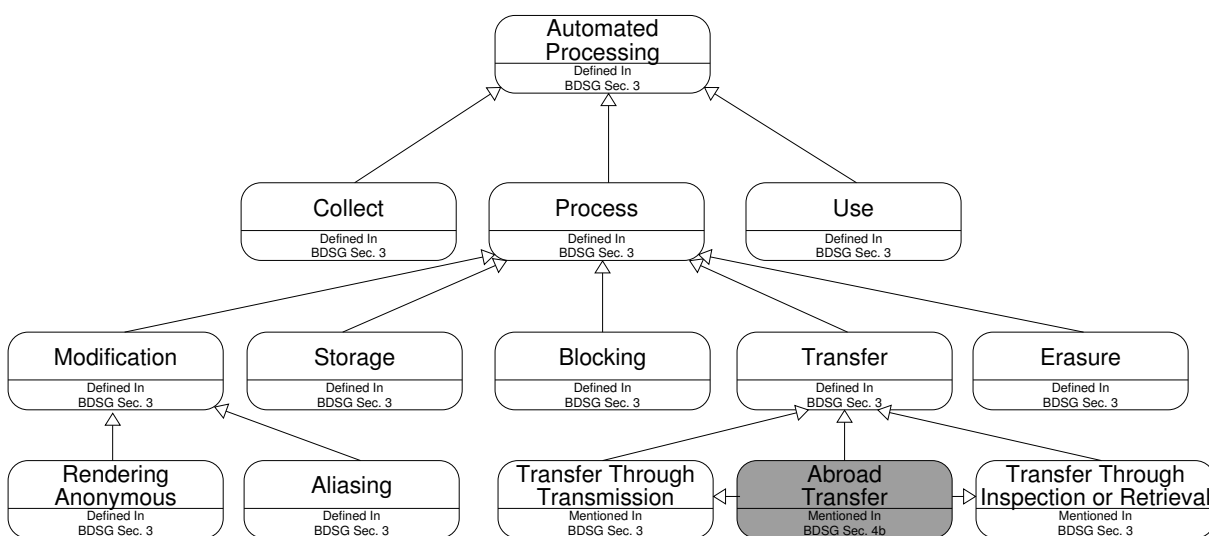 Automated
Processing
Defined In
BDSG Sec. 3
Collect
Defined In
BDSG Sec. 3
Process
Defined In
BDSG Sec. 3
Use
Defined In
BDSG Sec. 3
Modification
Defined In
BDSG Sec. 3
Storage
Defined In
BDSG Sec. 3
Blocking
Defined In
BDSG Sec. 3
Transfer
Defined In
BDSG Sec. 3
Erasure
Defined In
BDSG Sec. 3
Rendering
Anonymous
Defined In
BDSG Sec. 3
Aliasing
Defined In
BDSG Sec. 3
Transfer Through
Transmission
Mentioned In
BDSG Sec. 3
Abroad
Transfer
Mentioned In
BDSG Sec. 4b
Transfer Through
Inspection or Retrieval
Mentioned In
BDSG Sec. 3